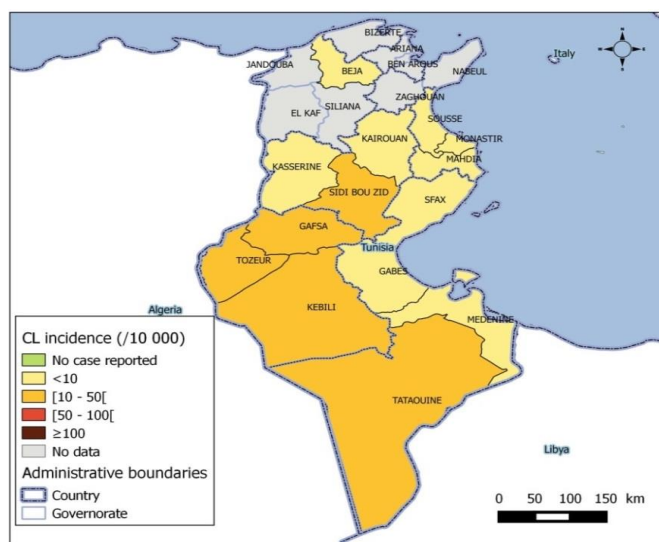 BIZERTE
ARIANA
Italy
JANDOUBA
BEN AROUS
BEJA
NABEUL
ZAGHOUAN
SILIANA
EL KAF
SOUSSE
KAIROUAN
MONASTIR
MAHDIA
KASSERINE
SIDI BOU ZID
SFAX
GAFSA
Tunisia
TOZEUR
GABES
KEBILI
Algeria
MEDENINE
TATAOUINE
Libya
CL incidence (/10 000)
No case reported
<10
[10 - 50[
[50 - 100[
≥100
No data
Administrative boundaries
Country
Governorate
0 50 100 150 km